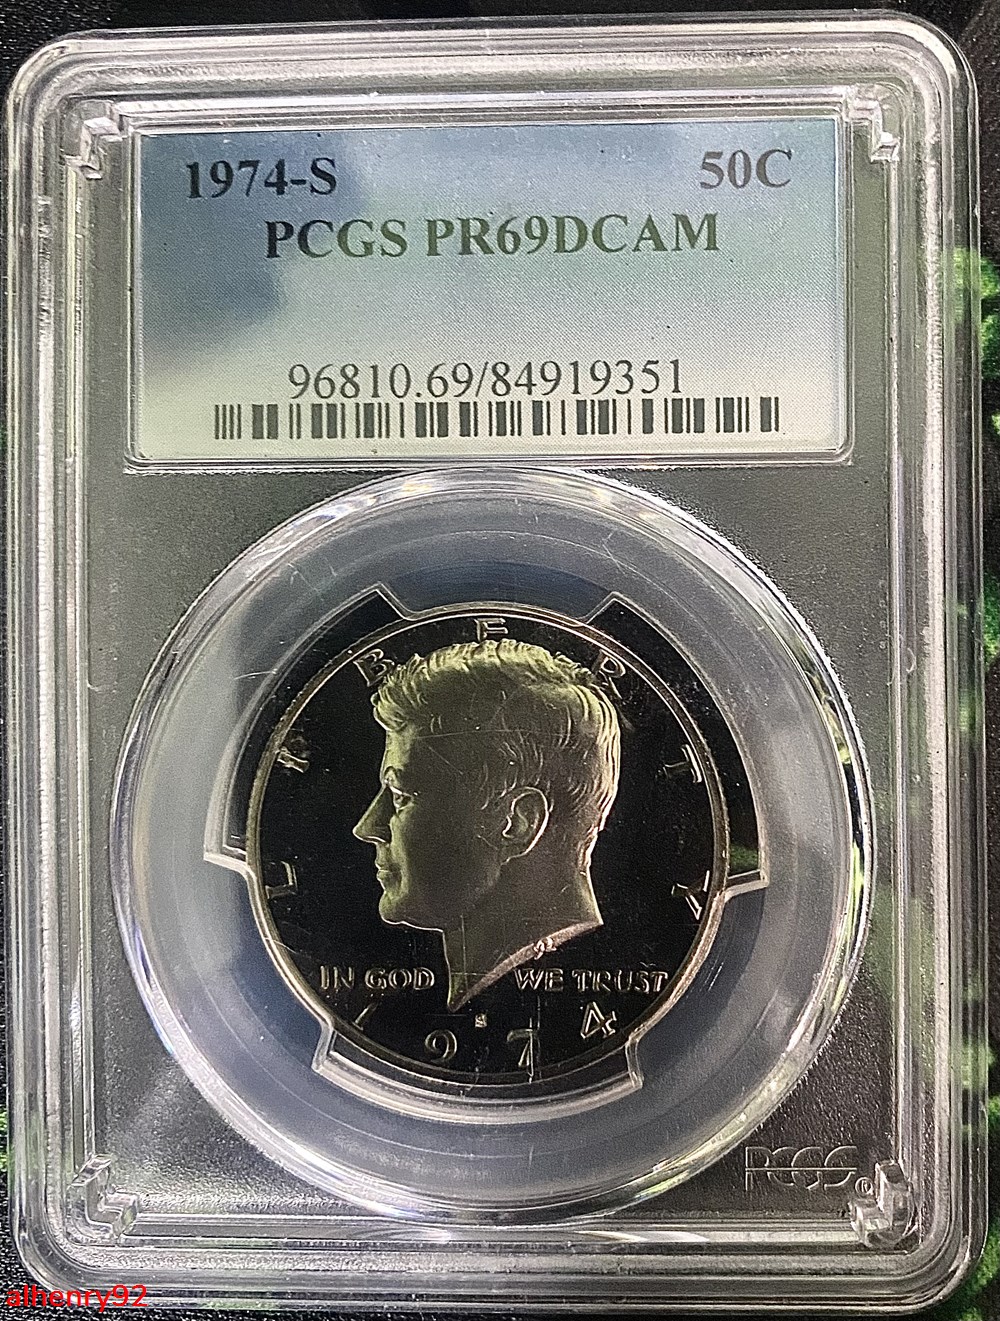 1974-S 50C
PCGS PR69DCAM
96810.69/84919351
LIBERTY
IN GOD WE TRUST
S
1974
PCGS®
alhenry92